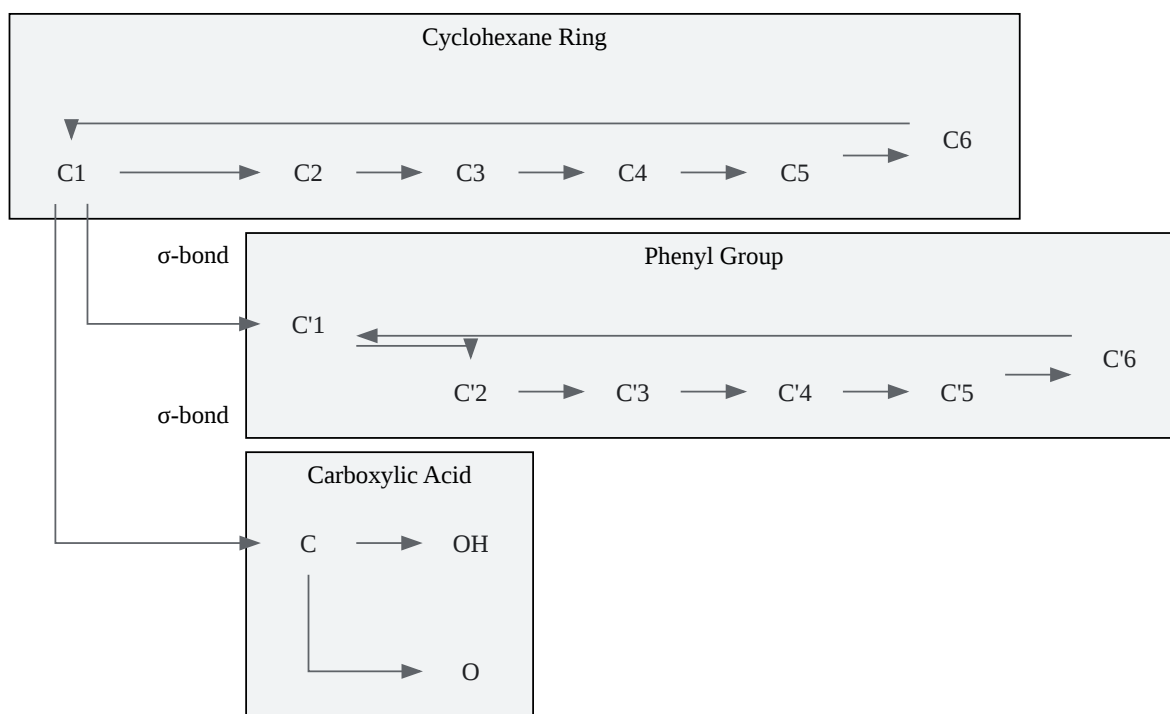 Cyclohexane Ring
C6
C1 C2 C3 C4 C5
σ-bond
Phenyl Group
C'1
C'6
C'2 C'3 C'4 C'5
σ-bond
Carboxylic Acid
C OH
O